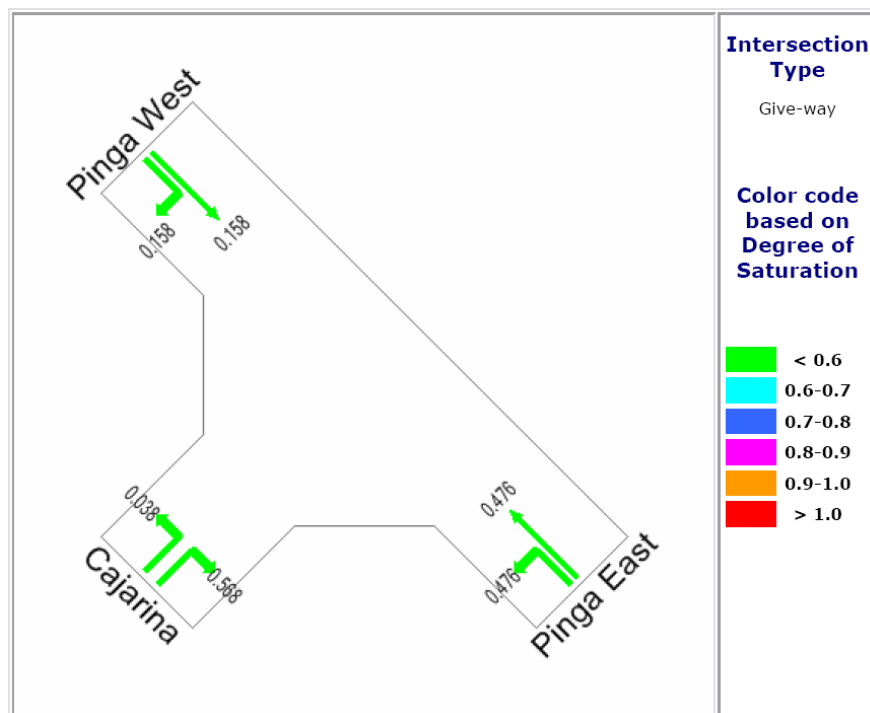 Pinga West
0.158
0.158
0.038
0.568
Cajarina
0.476
0.476
Pinga East
Intersection
Type
Give-way
Color code
based on
Degree of
Saturation
< 0.6
0.6-0.7
0.7-0.8
0.8-0.9
0.9-1.0
> 1.0